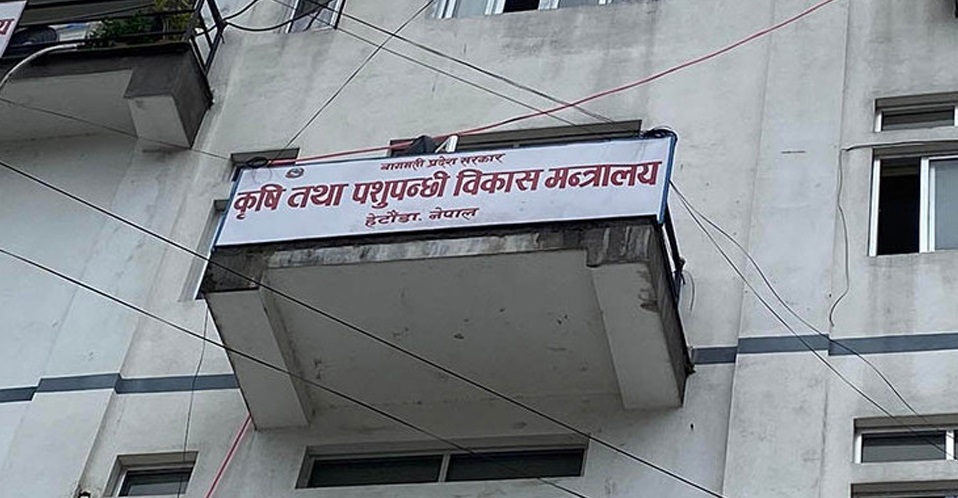 बागमती प्रदेश सरकार
कृषि तथा पशुपन्छी विकास मन्त्रालय
हेटौडा, नेपाल